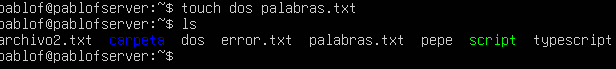 pablof@pablofserver:~$ touch dos palabras.txt
pablof@pablofserver:~$ ls
archivo2.txt carpeta dos error.txt palabras.txt pepe script typescript
pablof@pablofserver:~$